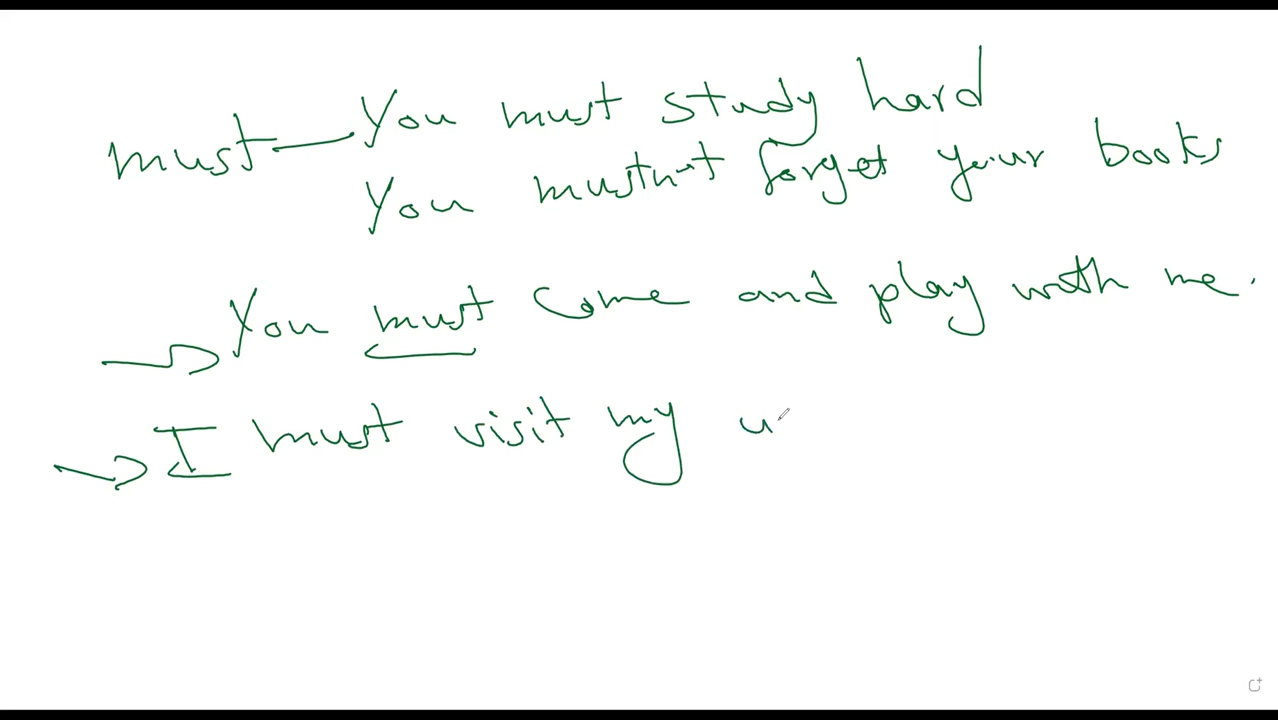 must — You must study hard
You mustn't forget your books
You must come and play with me.
I must visit my u